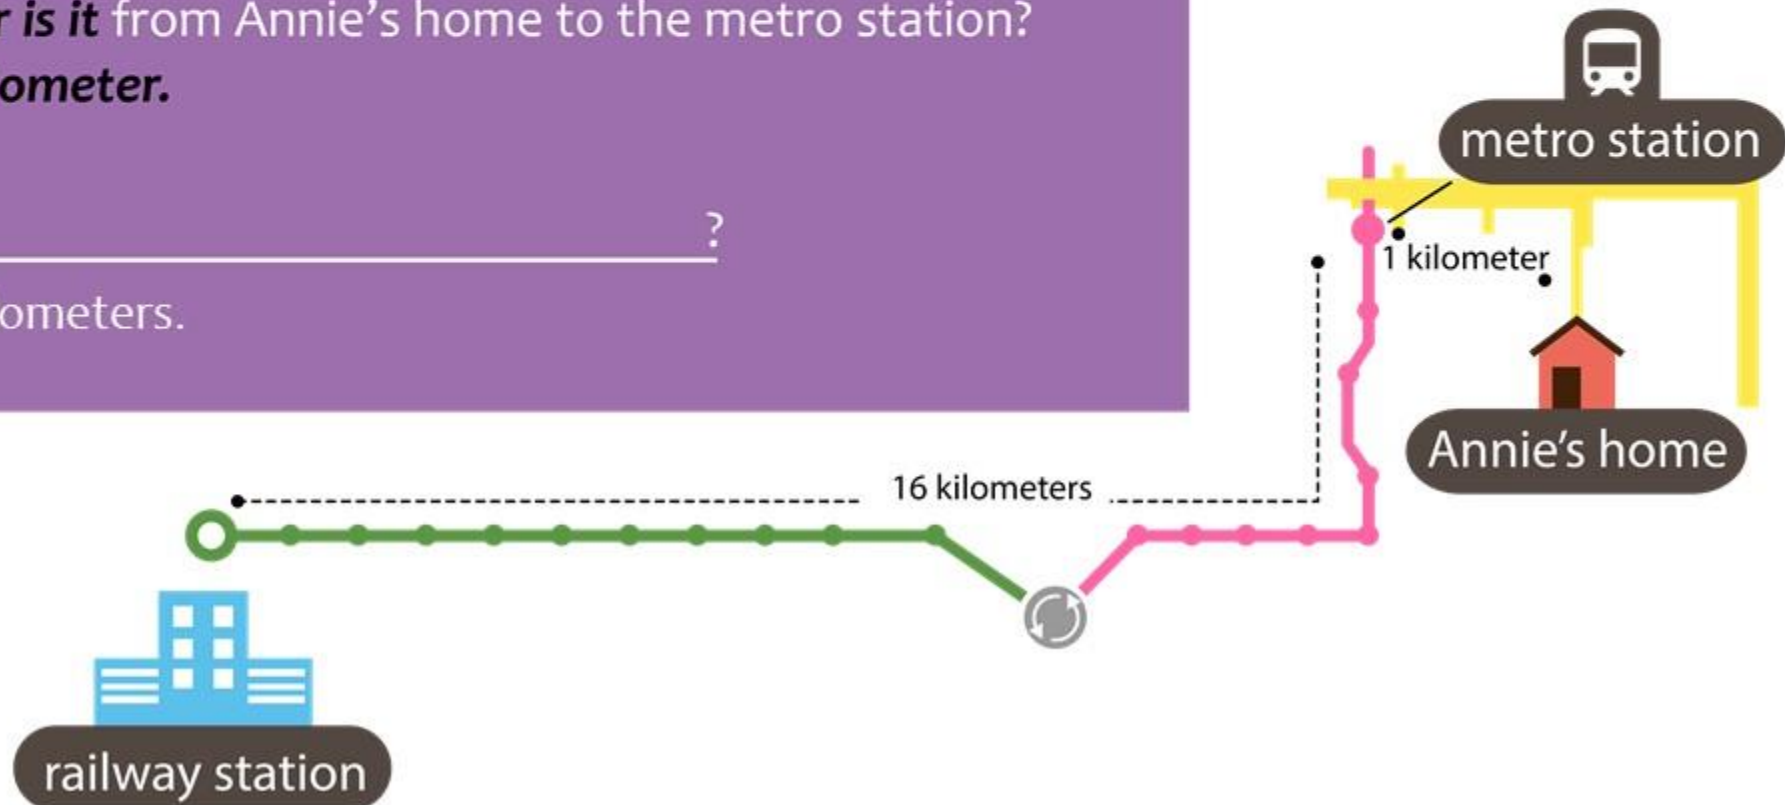 r is it from Annie's home to the metro station?
ometer.
?
ometers.
metro station
1 kilometer
Annie's home
16 kilometers
railway station